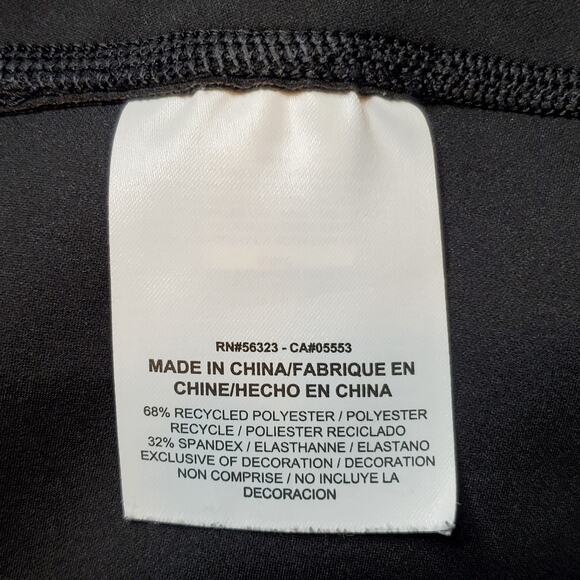 RN#56323 - CA#05553
MADE IN CHINA/FABRIQUE EN
CHINE/HECHO EN CHINA
68% RECYCLED POLYESTER / POLYESTER
RECYCLE / POLIESTER RECICLADO
32% SPANDEX / ELASTHANNE / ELASTANO
EXCLUSIVE OF DECORATION / DECORATION
NON COMPRISE / NO INCLUYE LA
DECORACION